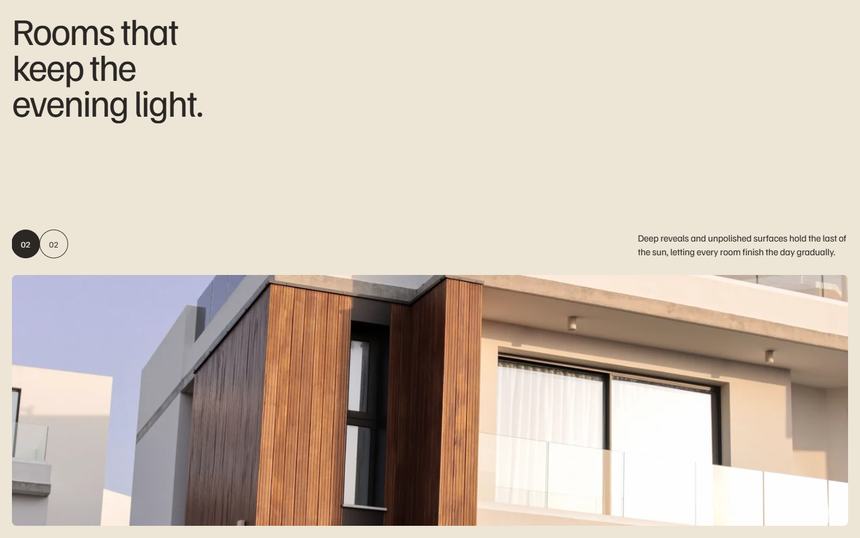 Rooms that
keep the
evening light.
02
02
Deep reveals and unpolished surfaces hold the last of
the sun, letting every room finish the day gradually.